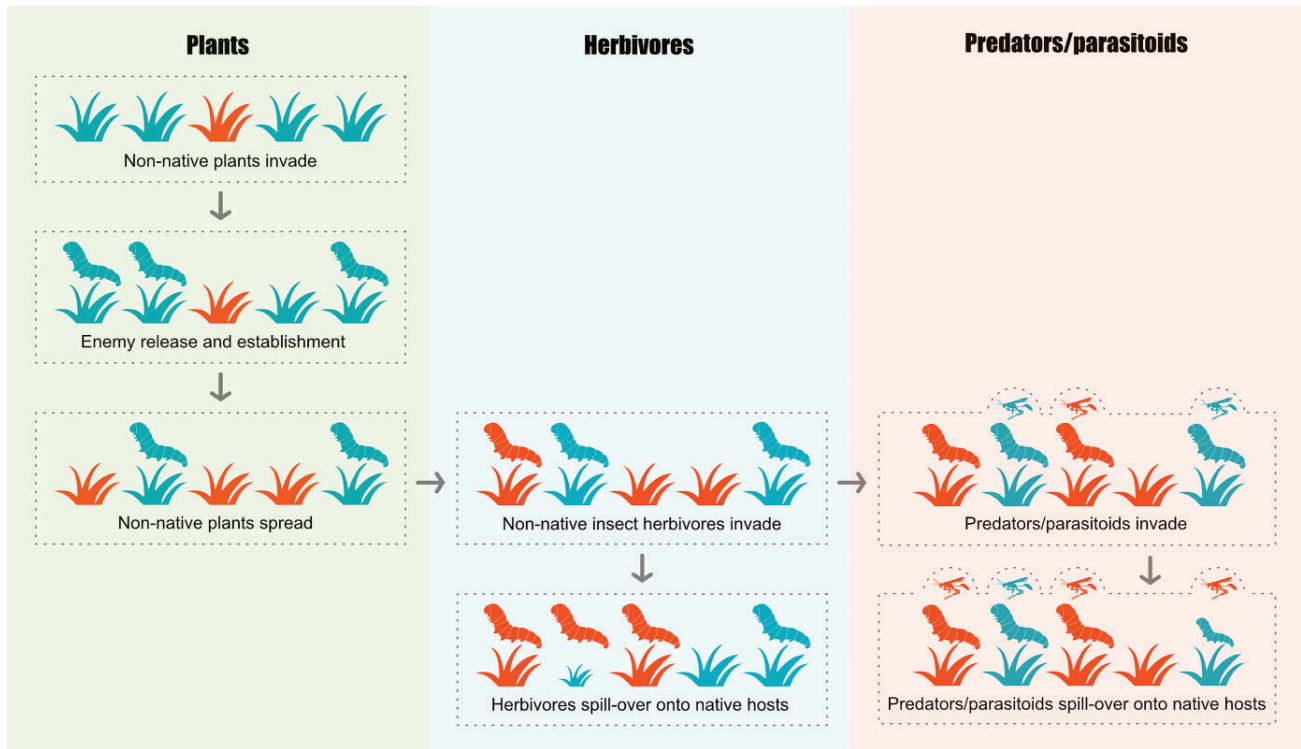 Plants
Herbivores
Predators/parasitoids
Non-native plants invade
Enemy release and establishment
Non-native plants spread
Non-native insect herbivores invade
Predators/parasitoids invade
Herbivores spill-over onto native hosts
Predators/parasitoids spill-over onto native hosts